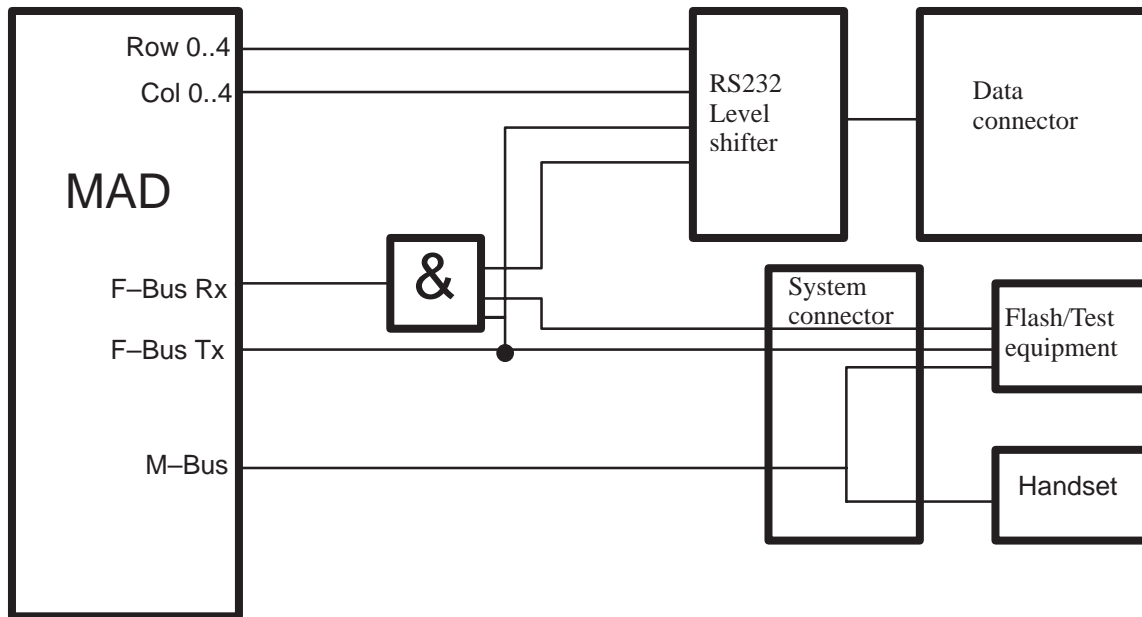 Row 0..4
Col 0..4
MAD
F–Bus Rx
F–Bus Tx
M–Bus
&
RS232
Level
shifter
Data
connector
System
connector
Flash/Test
equipment
Handset